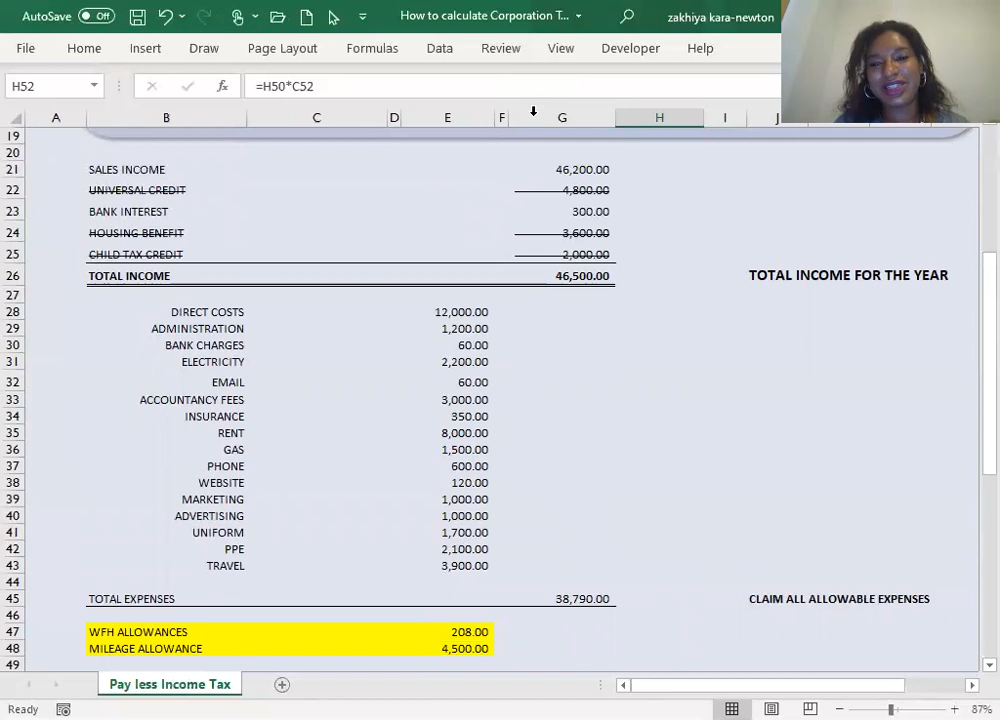 AutoSave Off How to calculate Corporation T... zakhiya kara-newton
File Home Insert Draw Page Layout Formulas Data Review View Developer Help
H52 fx =H50*C52
A B C D E F G H I J
19
20
21 SALES INCOME 46,200.00
22 UNIVERSAL CREDIT 4,800.00
23 BANK INTEREST 300.00
24 HOUSING BENEFIT 3,600.00
25 CHILD TAX CREDIT 2,000.00
26 TOTAL INCOME 46,500.00 TOTAL INCOME FOR THE YEAR
27
28 DIRECT COSTS 12,000.00
29 ADMINISTRATION 1,200.00
30 BANK CHARGES 60.00
31 ELECTRICITY 2,200.00
32 EMAIL 60.00
33 ACCOUNTANCY FEES 3,000.00
34 INSURANCE 350.00
35 RENT 8,000.00
36 GAS 1,500.00
37 PHONE 600.00
38 WEBSITE 120.00
39 MARKETING 1,000.00
40 ADVERTISING 1,000.00
41 UNIFORM 1,700.00
42 PPE 2,100.00
43 TRAVEL 3,900.00
44
45 TOTAL EXPENSES 38,790.00 CLAIM ALL ALLOWABLE EXPENSES
46
47 WFH ALLOWANCES 208.00
48 MILEAGE ALLOWANCE 4,500.00
49
Pay less Income Tax
Ready 87%